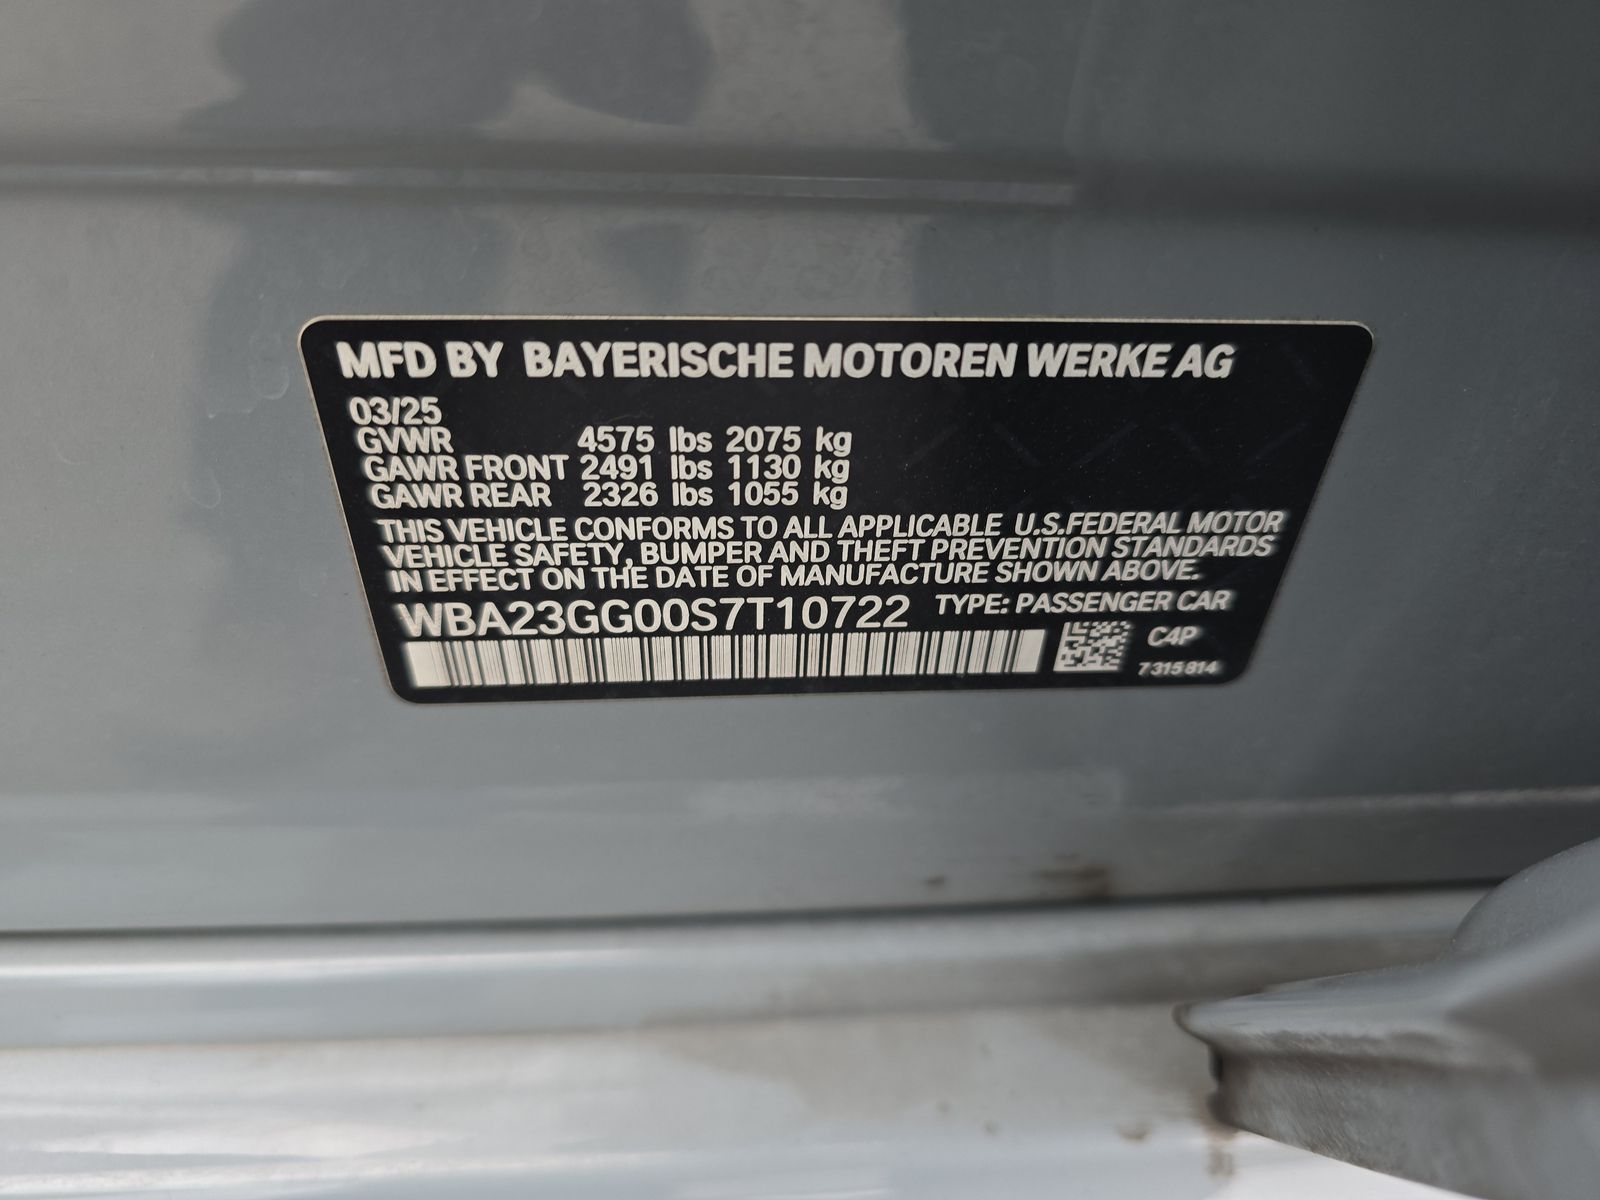 MFD BY BAYERISCHE MOTOREN WERKE AG
03/25
GVWR 4575 lbs 2075 kg
GAWR FRONT 2491 lbs 1130 kg
GAWR REAR 2326 lbs 1055 kg
THIS VEHICLE CONFORMS TO ALL APPLICABLE U.S.FEDERAL MOTOR
VEHICLE SAFETY, BUMPER AND THEFT PREVENTION STANDARDS
IN EFFECT ON THE DATE OF MANUFACTURE SHOWN ABOVE.
WBA23GG00S7T10722 TYPE: PASSENGER CAR
C4P
7 315 814